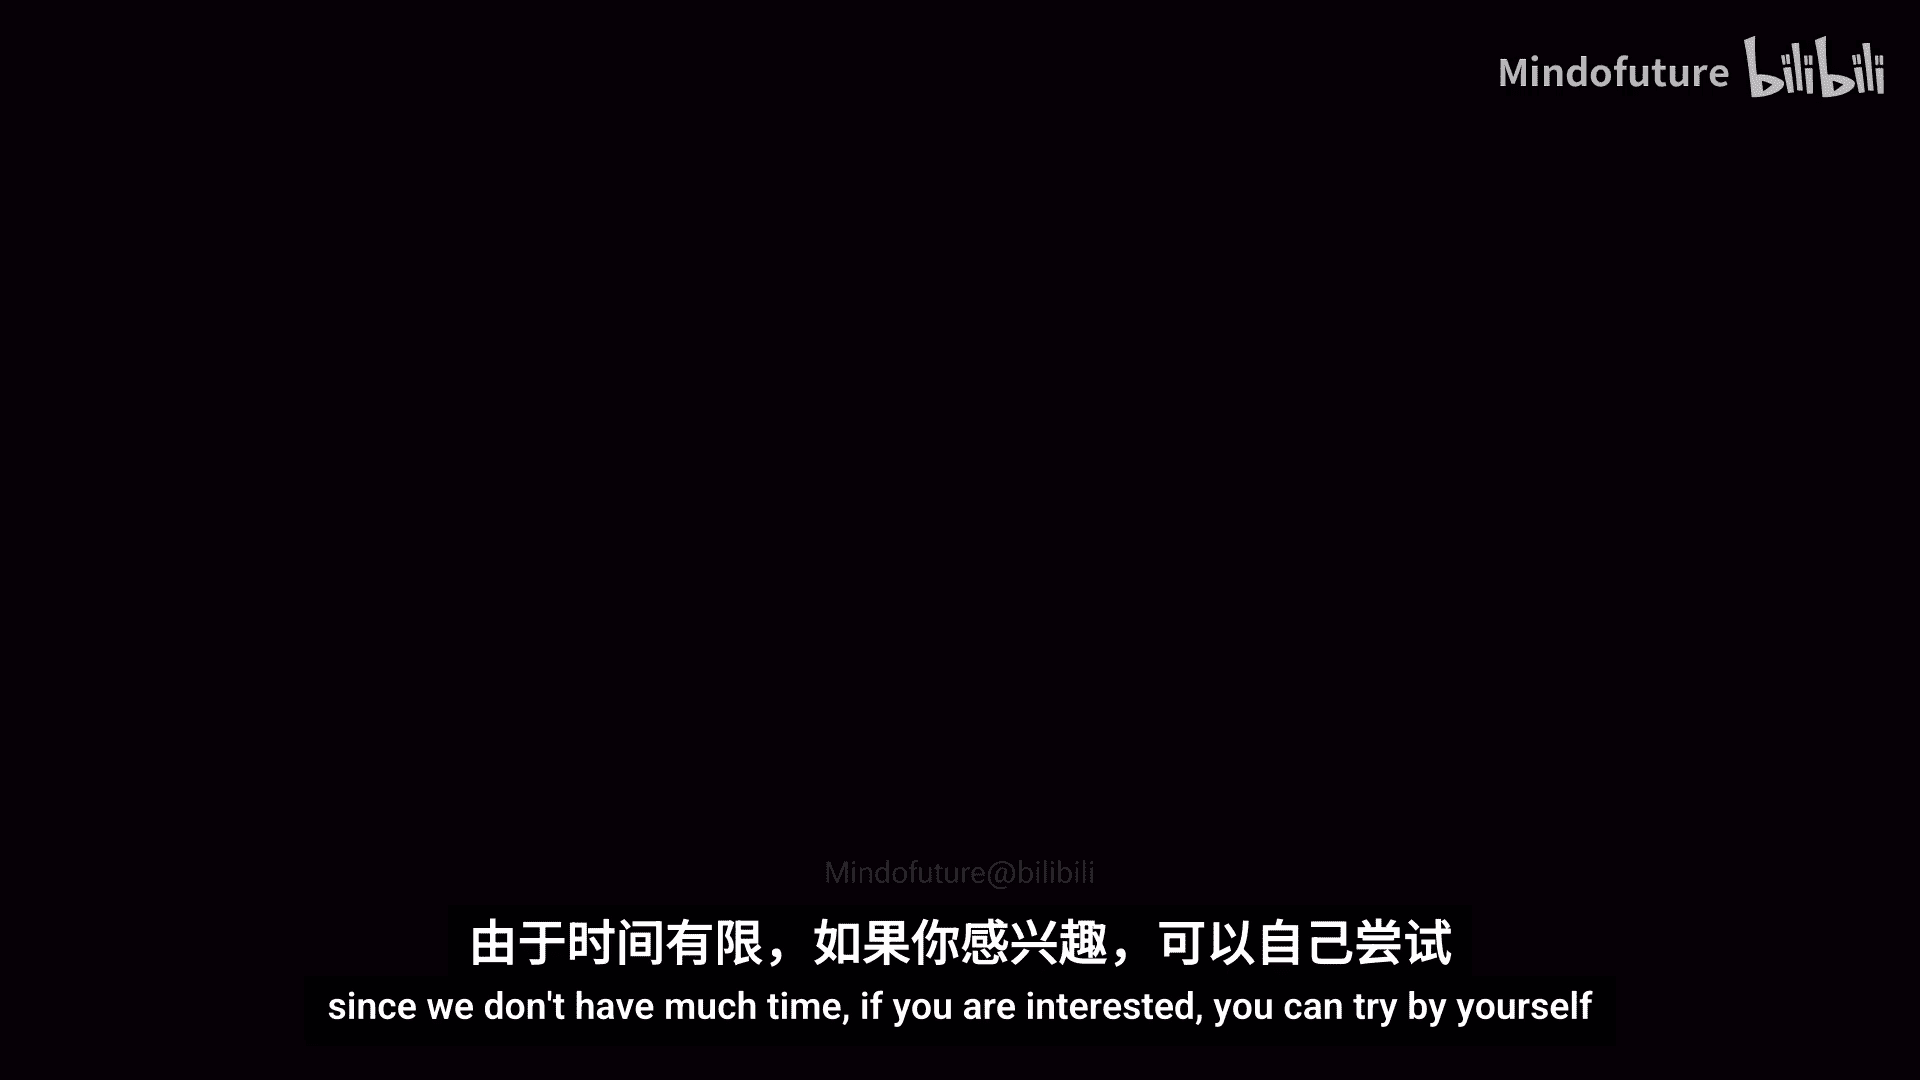 Mindofuture bilibili
Mindofuture@bilibili
由于时间有限，如果你感兴趣，可以自己尝试
since we don't have much time, if you are interested, you can try by yourself